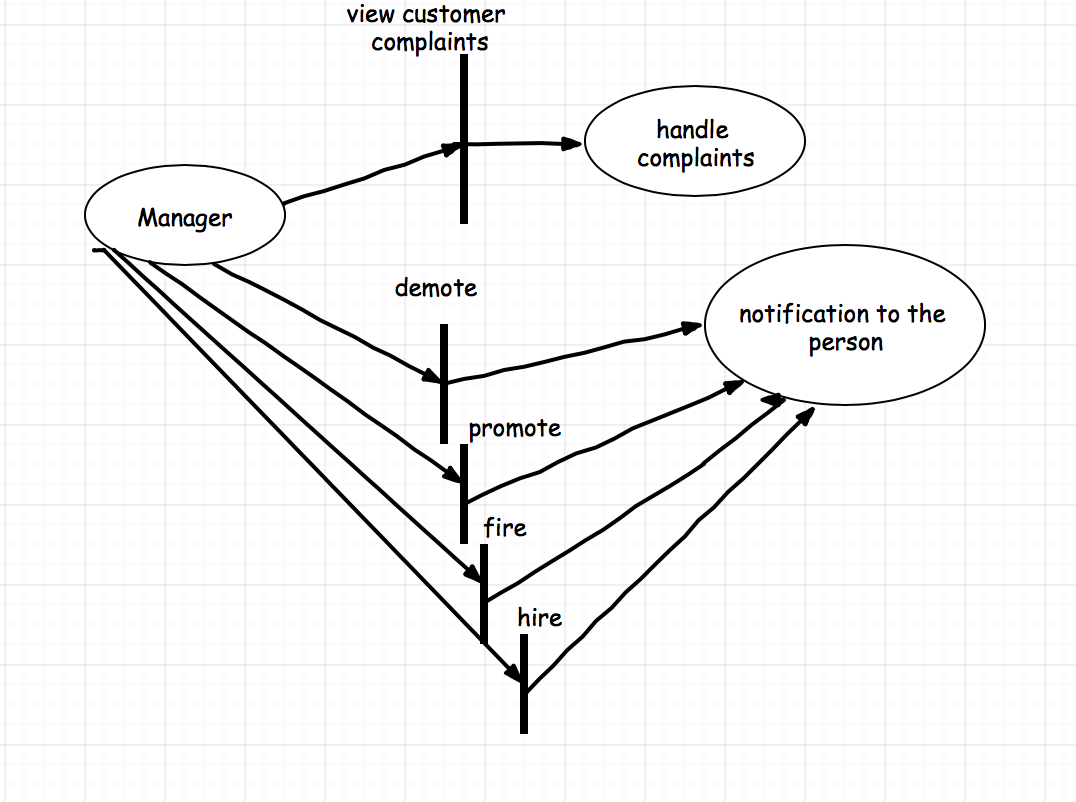 view customer
complaints
handle
complaints
Manager
demote
notification to the
person
promote
fire
hire